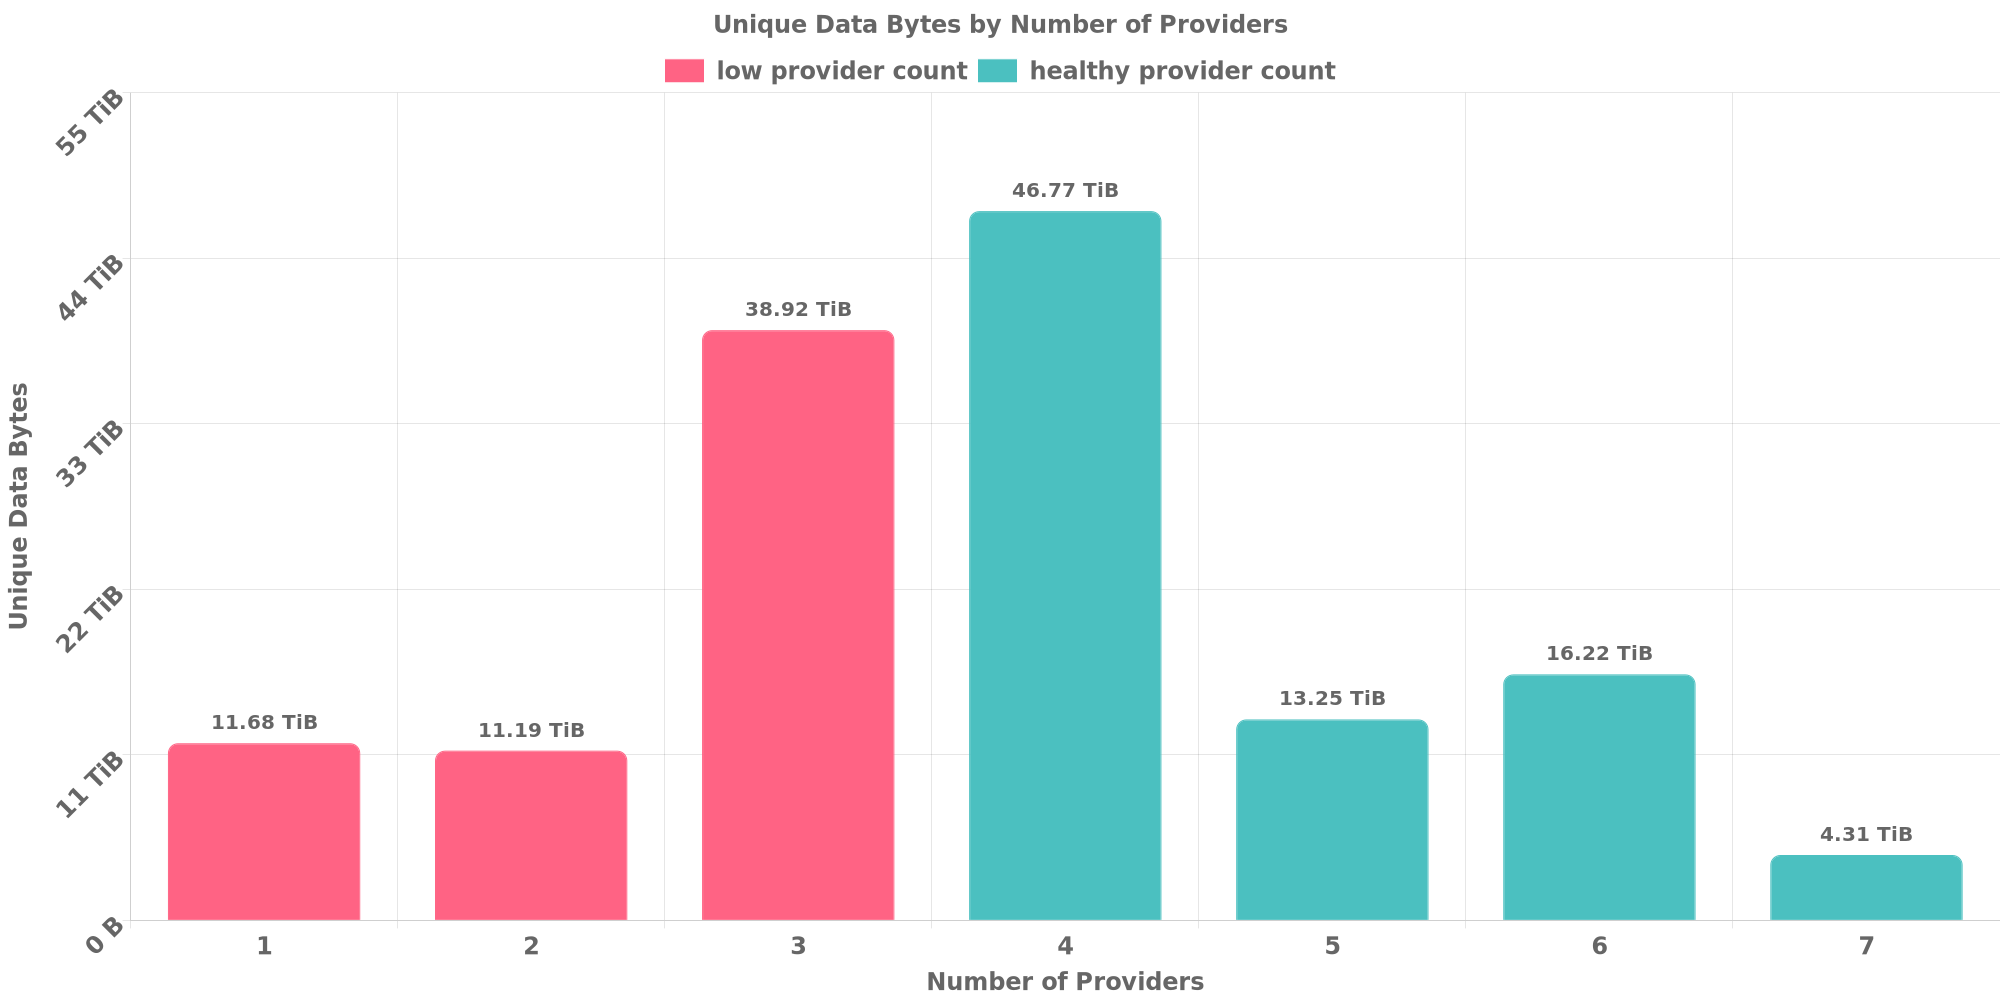 Unique Data Bytes by Number of Providers
low provider count healthy provider count
Unique Data Bytes
55 TiB
44 TiB
33 TiB
22 TiB
11 TiB
0 B
11.68 TiB
11.19 TiB
38.92 TiB
46.77 TiB
13.25 TiB
16.22 TiB
4.31 TiB
1 2 3 4 5 6 7
Number of Providers